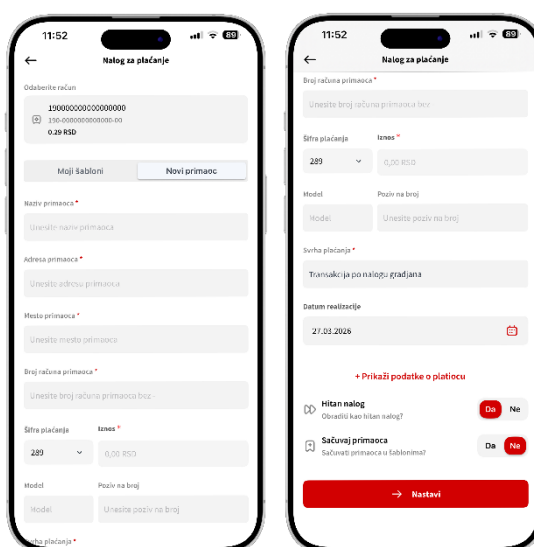 11:52
89
Nalog za plaćanje
Odaberite račun
190000000000000000
190-0000000000000-00
0.29 RSD
Moji šabloni
Novi primaoc
Naziv primaoca *
Unesite naziv primaoca
Adresa primaoca *
Unesite adresu primaoca
Mesto primaoca *
Unesite mesto primaoca
Broj računa primaoca *
Unesite broj računa primaoca bez -
Šifra plaćanja
Iznos *
289
0,00 RSD
Model
Poziv na broj
Model
Unesite poziv na broj
Svrha plaćanja *
11:52
89
Nalog za plaćanje
Broj računa primaoca *
Unesite broj računa primaoca bez
Šifra plaćanja
Iznos *
289
0,00 RSD
Model
Poziv na broj
Model
Unesite poziv na broj
Svrha plaćanja *
Transakcija po nalogu gradjana
Datum realizacije
27.03.2026
+ Prikaži podatke o platiocu
Hitan nalog
Obraditi kao hitan nalog?
Da Ne
Sačuvaj primaoca
Sačuvati primaoca u šablonima?
Da Ne
→ Nastavi